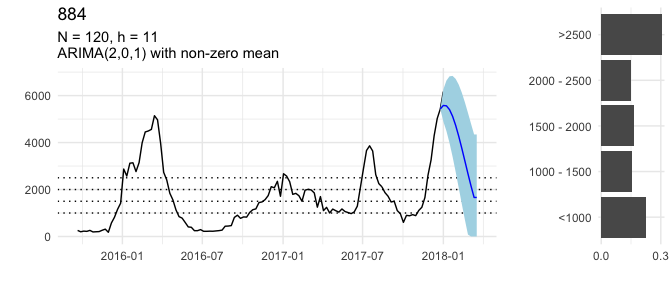 884
N = 120, h = 11
ARIMA(2,0,1) with non-zero mean
6000
4000
2000
0
2016-01
2016-07
2017-01
2017-07
2018-01
>2500
2000 - 2500
1500 - 2000
1000 - 1500
<1000
0.0
0.3